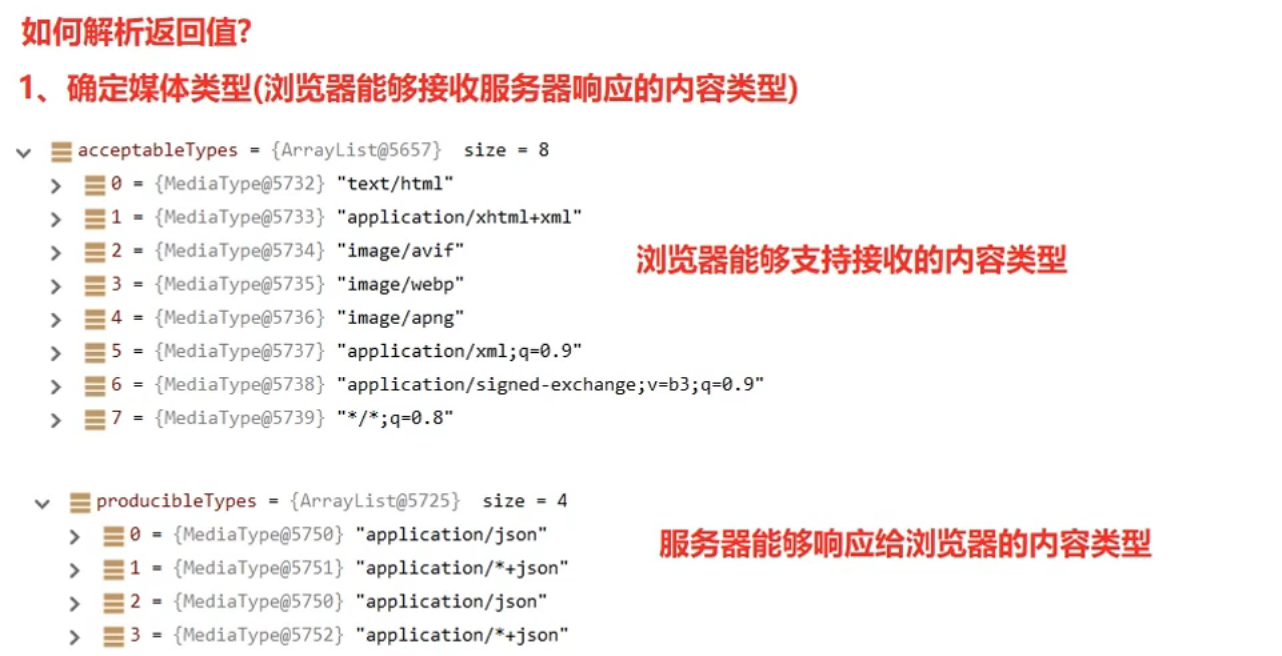 如何解析返回值?
1、确定媒体类型(浏览器能够接收服务器响应的内容类型)
acceptableTypes = {ArrayList@5657} size = 8
0 = {MediaType@5732} "text/html"
1 = {MediaType@5733} "application/xhtml+xml"
2 = {MediaType@5734} "image/avif"
浏览器能够支持接收的内容类型
3 = {MediaType@5735} "image/webp"
4 = {MediaType@5736} "image/apng"
5 = {MediaType@5737} "application/xml;q=0.9"
6 = {MediaType@5738} "application/signed-exchange;v=b3;q=0.9"
7 = {MediaType@5739} "*/*;q=0.8"
producibleTypes = {ArrayList@5725} size = 4
0 = {MediaType@5750} "application/json"
服务器能够响应给浏览器的内容类型
1 = {MediaType@5751} "application/*+json"
2 = {MediaType@5750} "application/json"
3 = {MediaType@5752} "application/*+json"